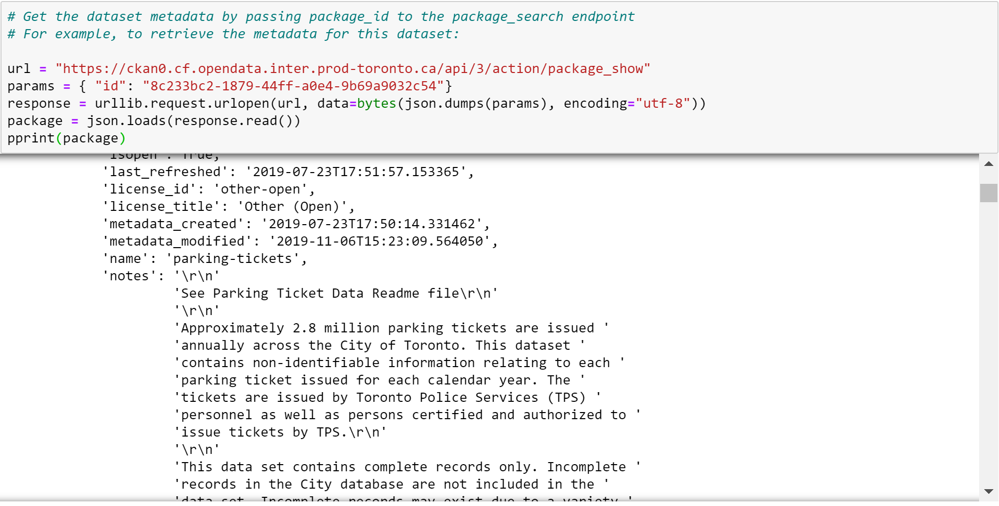 # Get the dataset metadata by passing package_id to the package_search endpoint
# For example, to retrieve the metadata for this dataset:
url = "https://ckan0.cf.opendata.inter.prod-toronto.ca/api/3/action/package_show"
params = { "id": "8c233bc2-1879-44ff-a0e4-9b69a9032c54"}
response = urllib.request.urlopen(url, data=bytes(json.dumps(params), encoding="utf-8"))
package = json.loads(response.read())
pprint(package)
'isopen': True,
'last_refreshed': '2019-07-23T17:51:57.153365',
'license_id': 'other-open',
'license_title': 'Other (Open)',
'metadata_created': '2019-07-23T17:50:14.331462',
'metadata_modified': '2019-11-06T15:23:09.564050',
'name': 'parking-tickets',
'notes': '\r\n'
'See Parking Ticket Data Readme file\r\n'
'\r\n'
'Approximately 2.8 million parking tickets are issued '
'annually across the City of Toronto. This dataset '
'contains non-identifiable information relating to each '
'parking ticket issued for each calendar year. The '
'tickets are issued by Toronto Police Services (TPS) '
'personnel as well as persons certified and authorized to '
'issue tickets by TPS.\r\n'
'\r\n'
'This data set contains complete records only. Incomplete '
'records in the City database are not included in the '
'data set. Incomplete records may exist due to a variety '